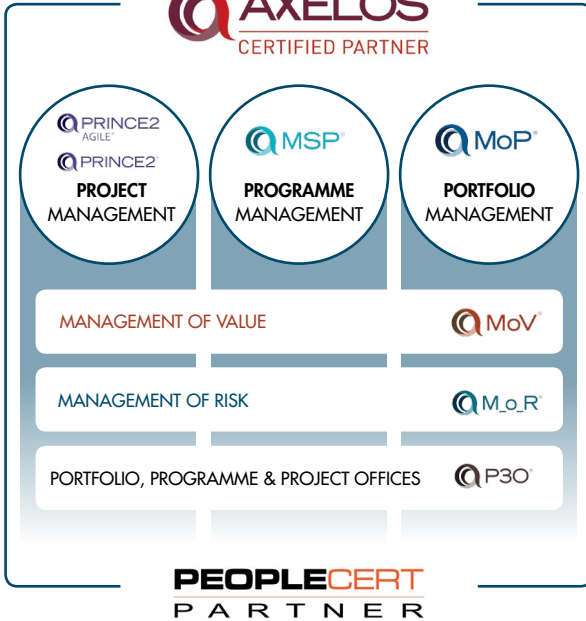 AXELOS
CERTIFIED PARTNER
PRINCE2
AGILE®
PRINCE2®
PROJECT
MANAGEMENT
MSP®
PROGRAMME
MANAGEMENT
MoP®
PORTFOLIO
MANAGEMENT
MANAGEMENT OF VALUE MoV®
MANAGEMENT OF RISK M_o_R®
PORTFOLIO, PROGRAMME & PROJECT OFFICES P3O®
PEOPLECERT
PARTNER